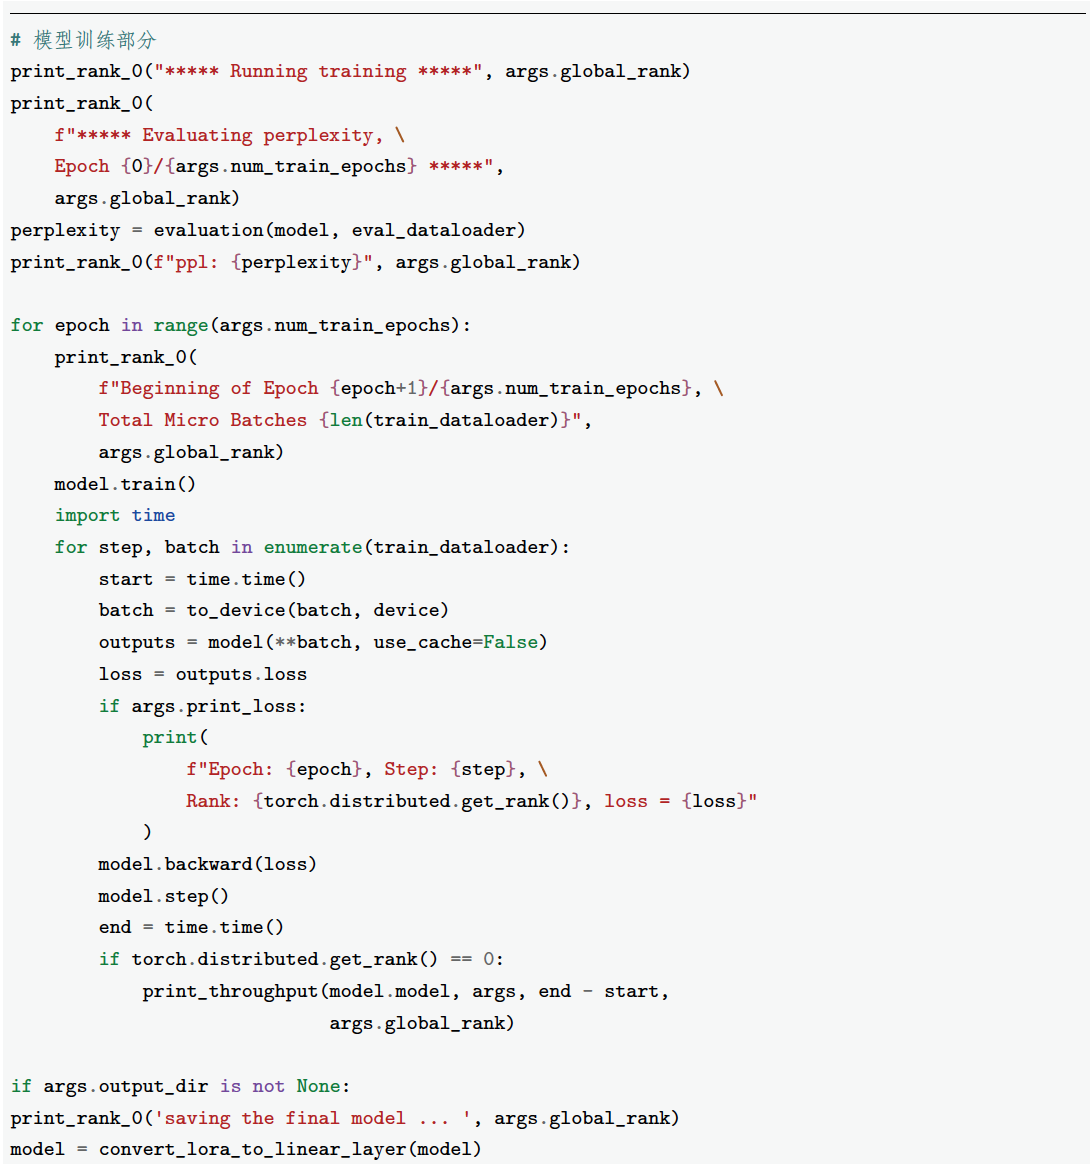 # 模型训练部分
print_rank_0("***** Running training *****", args.global_rank)
print_rank_0(
    f"***** Evaluating perplexity, \
    Epoch {0}/{args.num_train_epochs} *****",
    args.global_rank)
perplexity = evaluation(model, eval_dataloader)
print_rank_0(f"ppl: {perplexity}", args.global_rank)

for epoch in range(args.num_train_epochs):
    print_rank_0(
        f"Beginning of Epoch {epoch+1}/{args.num_train_epochs}, \
        Total Micro Batches {len(train_dataloader)}",
        args.global_rank)
    model.train()
    import time
    for step, batch in enumerate(train_dataloader):
        start = time.time()
        batch = to_device(batch, device)
        outputs = model(**batch, use_cache=False)
        loss = outputs.loss
        if args.print_loss:
            print(
                f"Epoch: {epoch}, Step: {step}, \
                Rank: {torch.distributed.get_rank()}, loss = {loss}"
            )
        model.backward(loss)
        model.step()
        end = time.time()
        if torch.distributed.get_rank() == 0:
            print_throughput(model.model, args, end - start,
                             args.global_rank)

if args.output_dir is not None:
print_rank_0('saving the final model ... ', args.global_rank)
model = convert_lora_to_linear_layer(model)